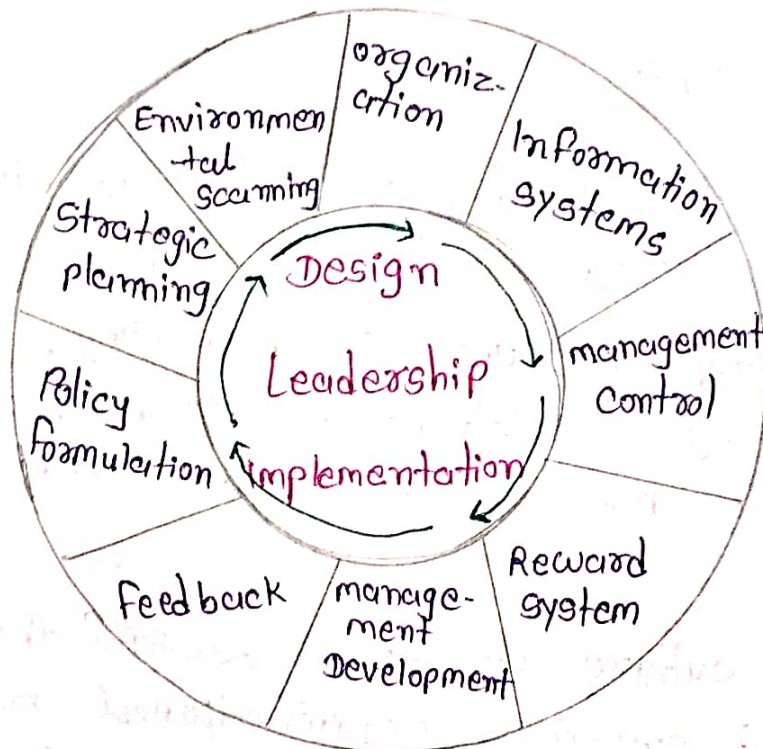 organiz-
ation
Information
systems
management
control
Reward
system
manage-
ment
Development
Feedback
Policy
formulation
Strategic
planning
Environmen
tal
scanning
Design
Leadership
implementation